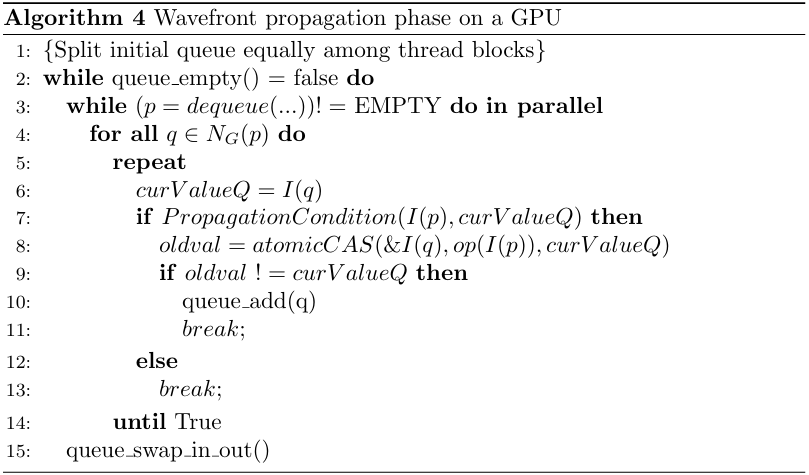 Algorithm 4 Wavefront propagation phase on a GPU
1: {Split initial queue equally among thread blocks}
2: while queue_empty() = false do
3: while (p = dequeue(...))! = EMPTY do in parallel
4: for all q ∈ N_G(p) do
5: repeat
6: curValueQ = I(q)
7: if PropagationCondition(I(p), curValueQ) then
8: oldval = atomicCAS(&I(q), op(I(p)), curValueQ)
9: if oldval ! = curValueQ then
10: queue_add(q)
11: break;
12: else
13: break;
14: until True
15: queue_swap_in_out()